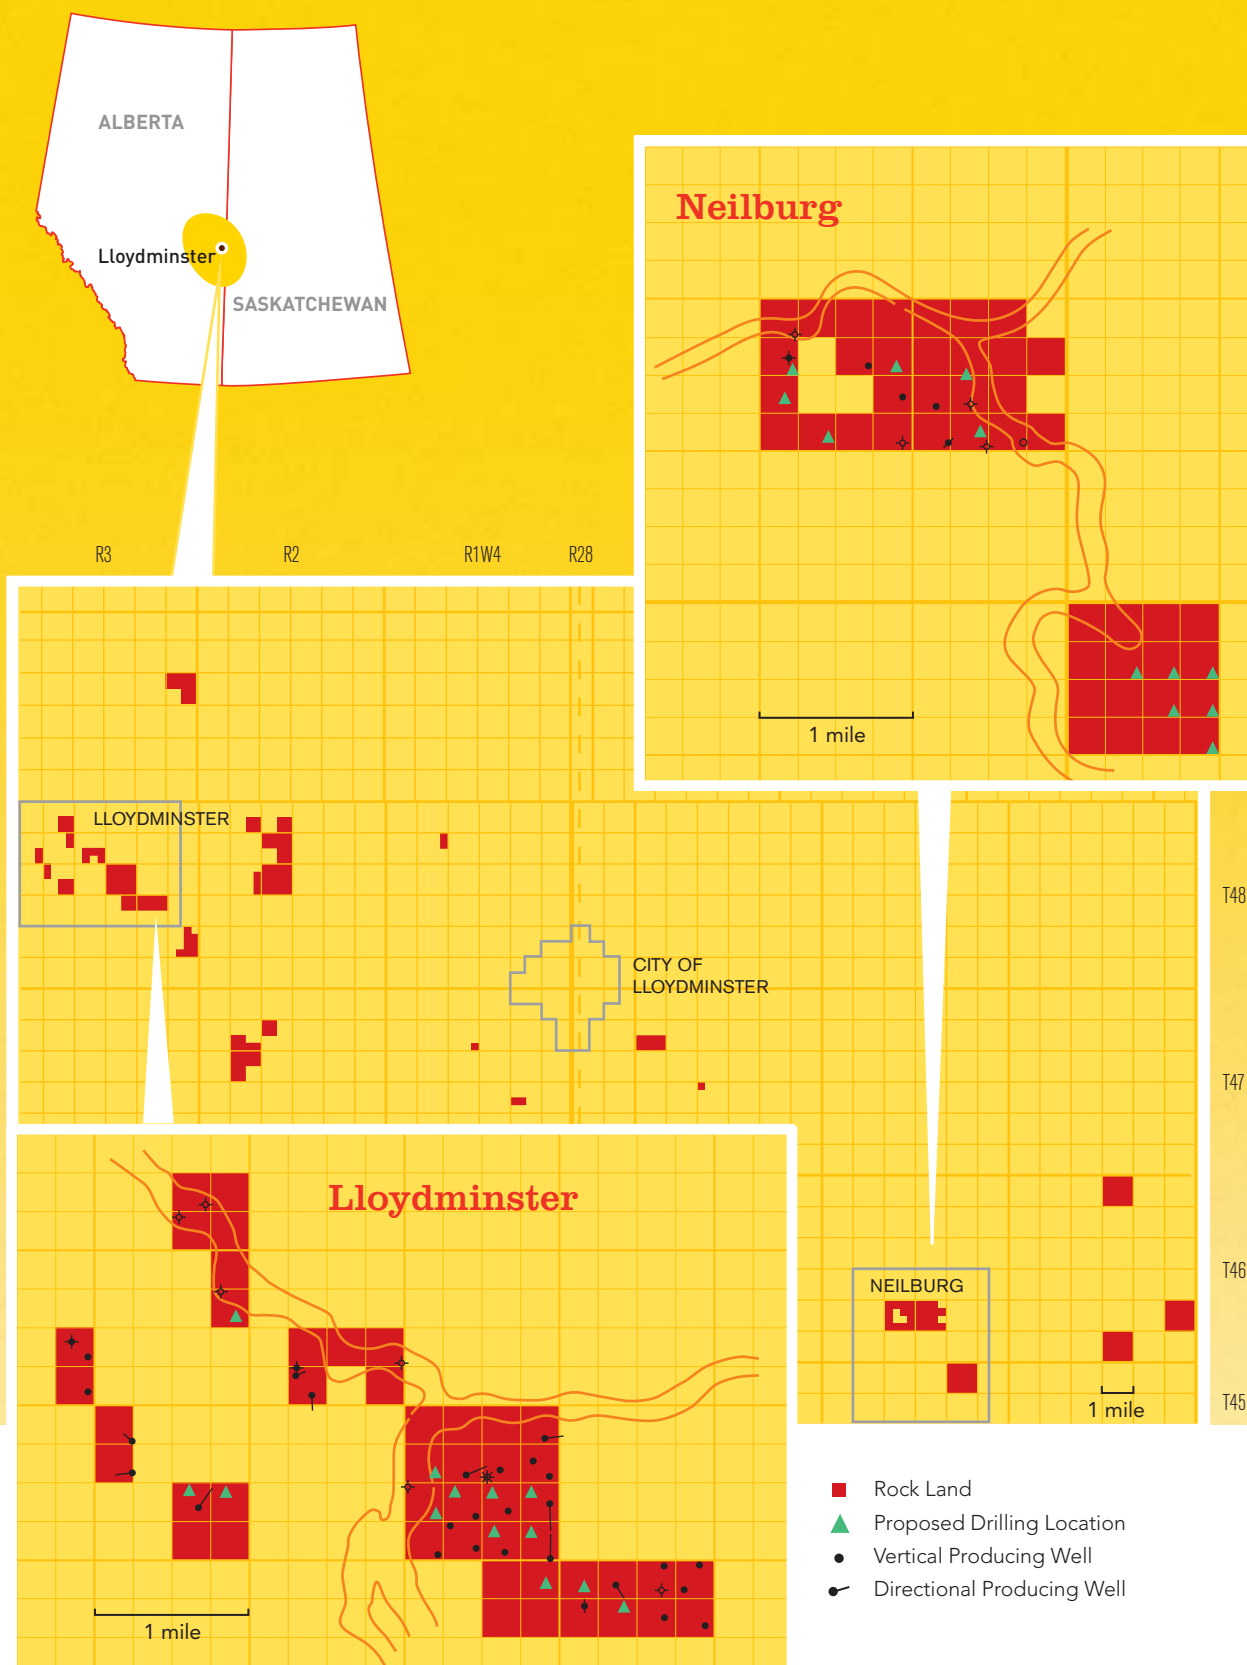 ALBERTA
Lloydminster
SASKATCHEWAN
Neilburg
1 mile
R3
R2
R1W4
R28
LLOYDMINSTER
CITY OF
LLOYDMINSTER
T48
T47
T46
T45
NEILBURG
1 mile
Lloydminster
1 mile
Rock Land
Proposed Drilling Location
Vertical Producing Well
Directional Producing Well